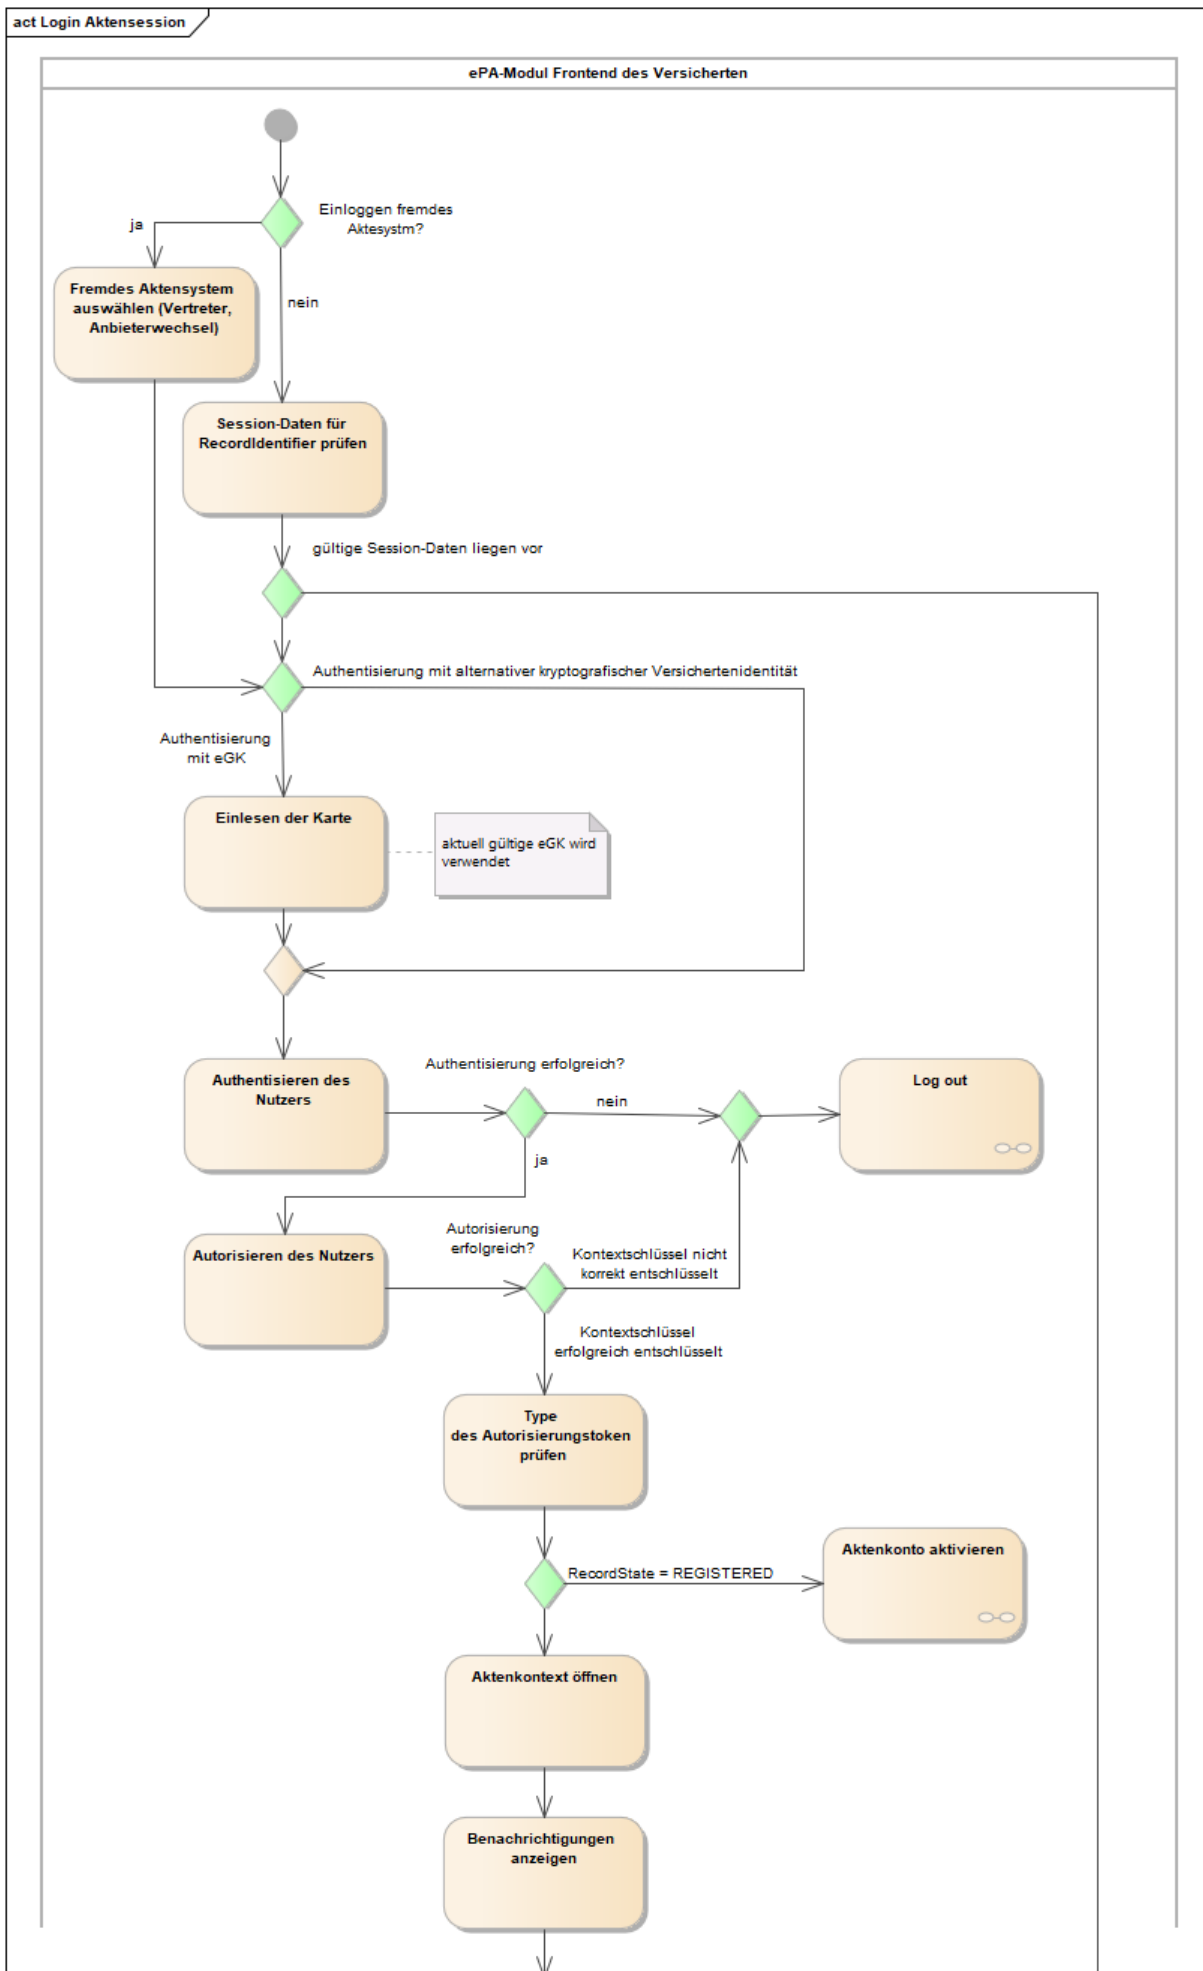 act Login Aktensession
ePA-Modul Frontend des Versicherten
Einloggen fremdes
Aktesystm?
ja
nein
Fremdes Aktensystem
auswählen (Vertreter,
Anbieterwechsel)
Session-Daten für
RecordIdentifier prüfen
gültige Session-Daten liegen vor
Authentisierung mit alternativer kryptografischer Versichertenidentität
Authentisierung
mit eGK
Einlesen der Karte
aktuell gültige eGK wird
verwendet
Authentisieren des
Nutzers
Authentisierung erfolgreich?
nein
ja
Log out
Autorisieren des Nutzers
Autorisierung
erfolgreich?
Kontextschlüssel nicht
korrekt entschlüsselt
Kontextschlüssel
erfolgreich entschlüsselt
Type
des Autorisierungstoken
prüfen
RecordState = REGISTERED
Aktenkonto aktivieren
Aktenkontext öffnen
Benachrichtigungen
anzeigen